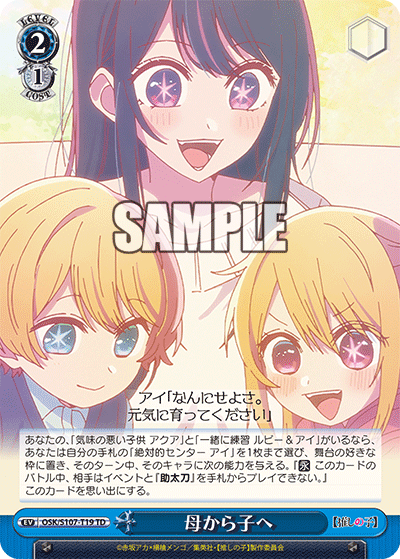 LEVEL
2
1
COST
SAMPLE
アイ「なんにせよさ。
元気に育ってください」
あなたの、「気味の悪い子供 アクア」と「一緒に練習 ルビー＆アイ」がいるなら、
あなたは自分の手札の「絶対的センター アイ」を1枚まで選び、舞台の好きな
枠に置き、そのターン中、そのキャラに次の能力を与える。『【永】 このカードの
バトル中、相手はイベントと「助太刀」を手札からプレイできない。』
このカードを思い出にする。
EV OSK/S107-T19 TD 母から子へ 【推しの子】
©赤坂アカ×横槍メンゴ／集英社・【推しの子】製作委員会